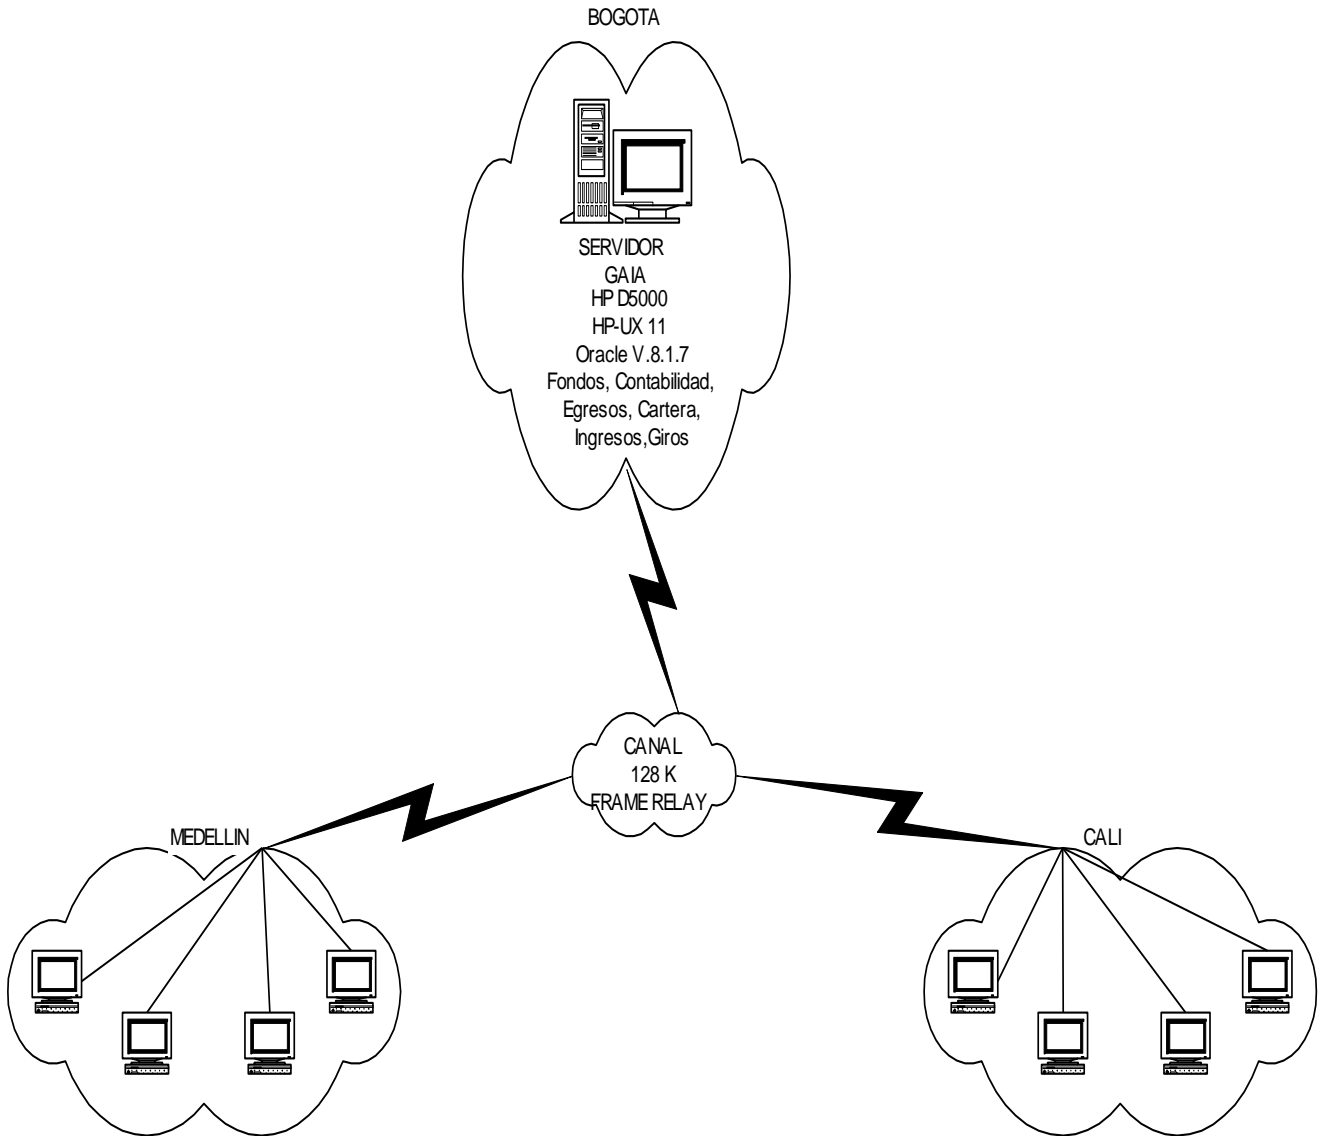 BOGOTA
SERVIDOR
GAIA
HP D5000
HP-UX 11
Oracle V.8.1.7
Fondos, Contabilidad,
Egresos, Cartera,
Ingresos,Giros
CANAL
128 K
FRAME RELAY
MEDELLIN
CALI